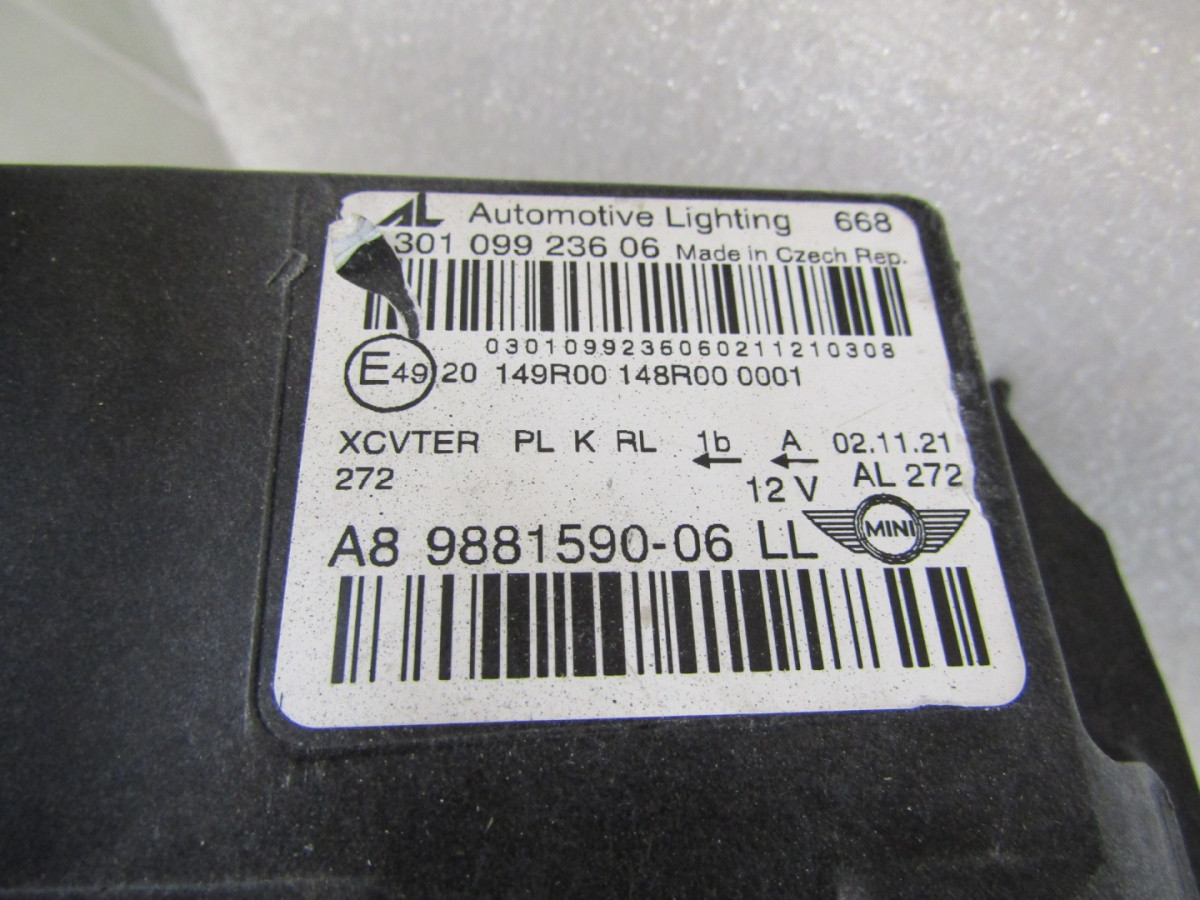 AL Automotive Lighting 668
301 099 236 06 Made in Czech Rep.
0301099236060211210308
E49 20 149R00 148R00 0001
XCVTER PL K RL 1b A 02.11.21
272 12 V AL 272
A8 9881590-06 LL MINI